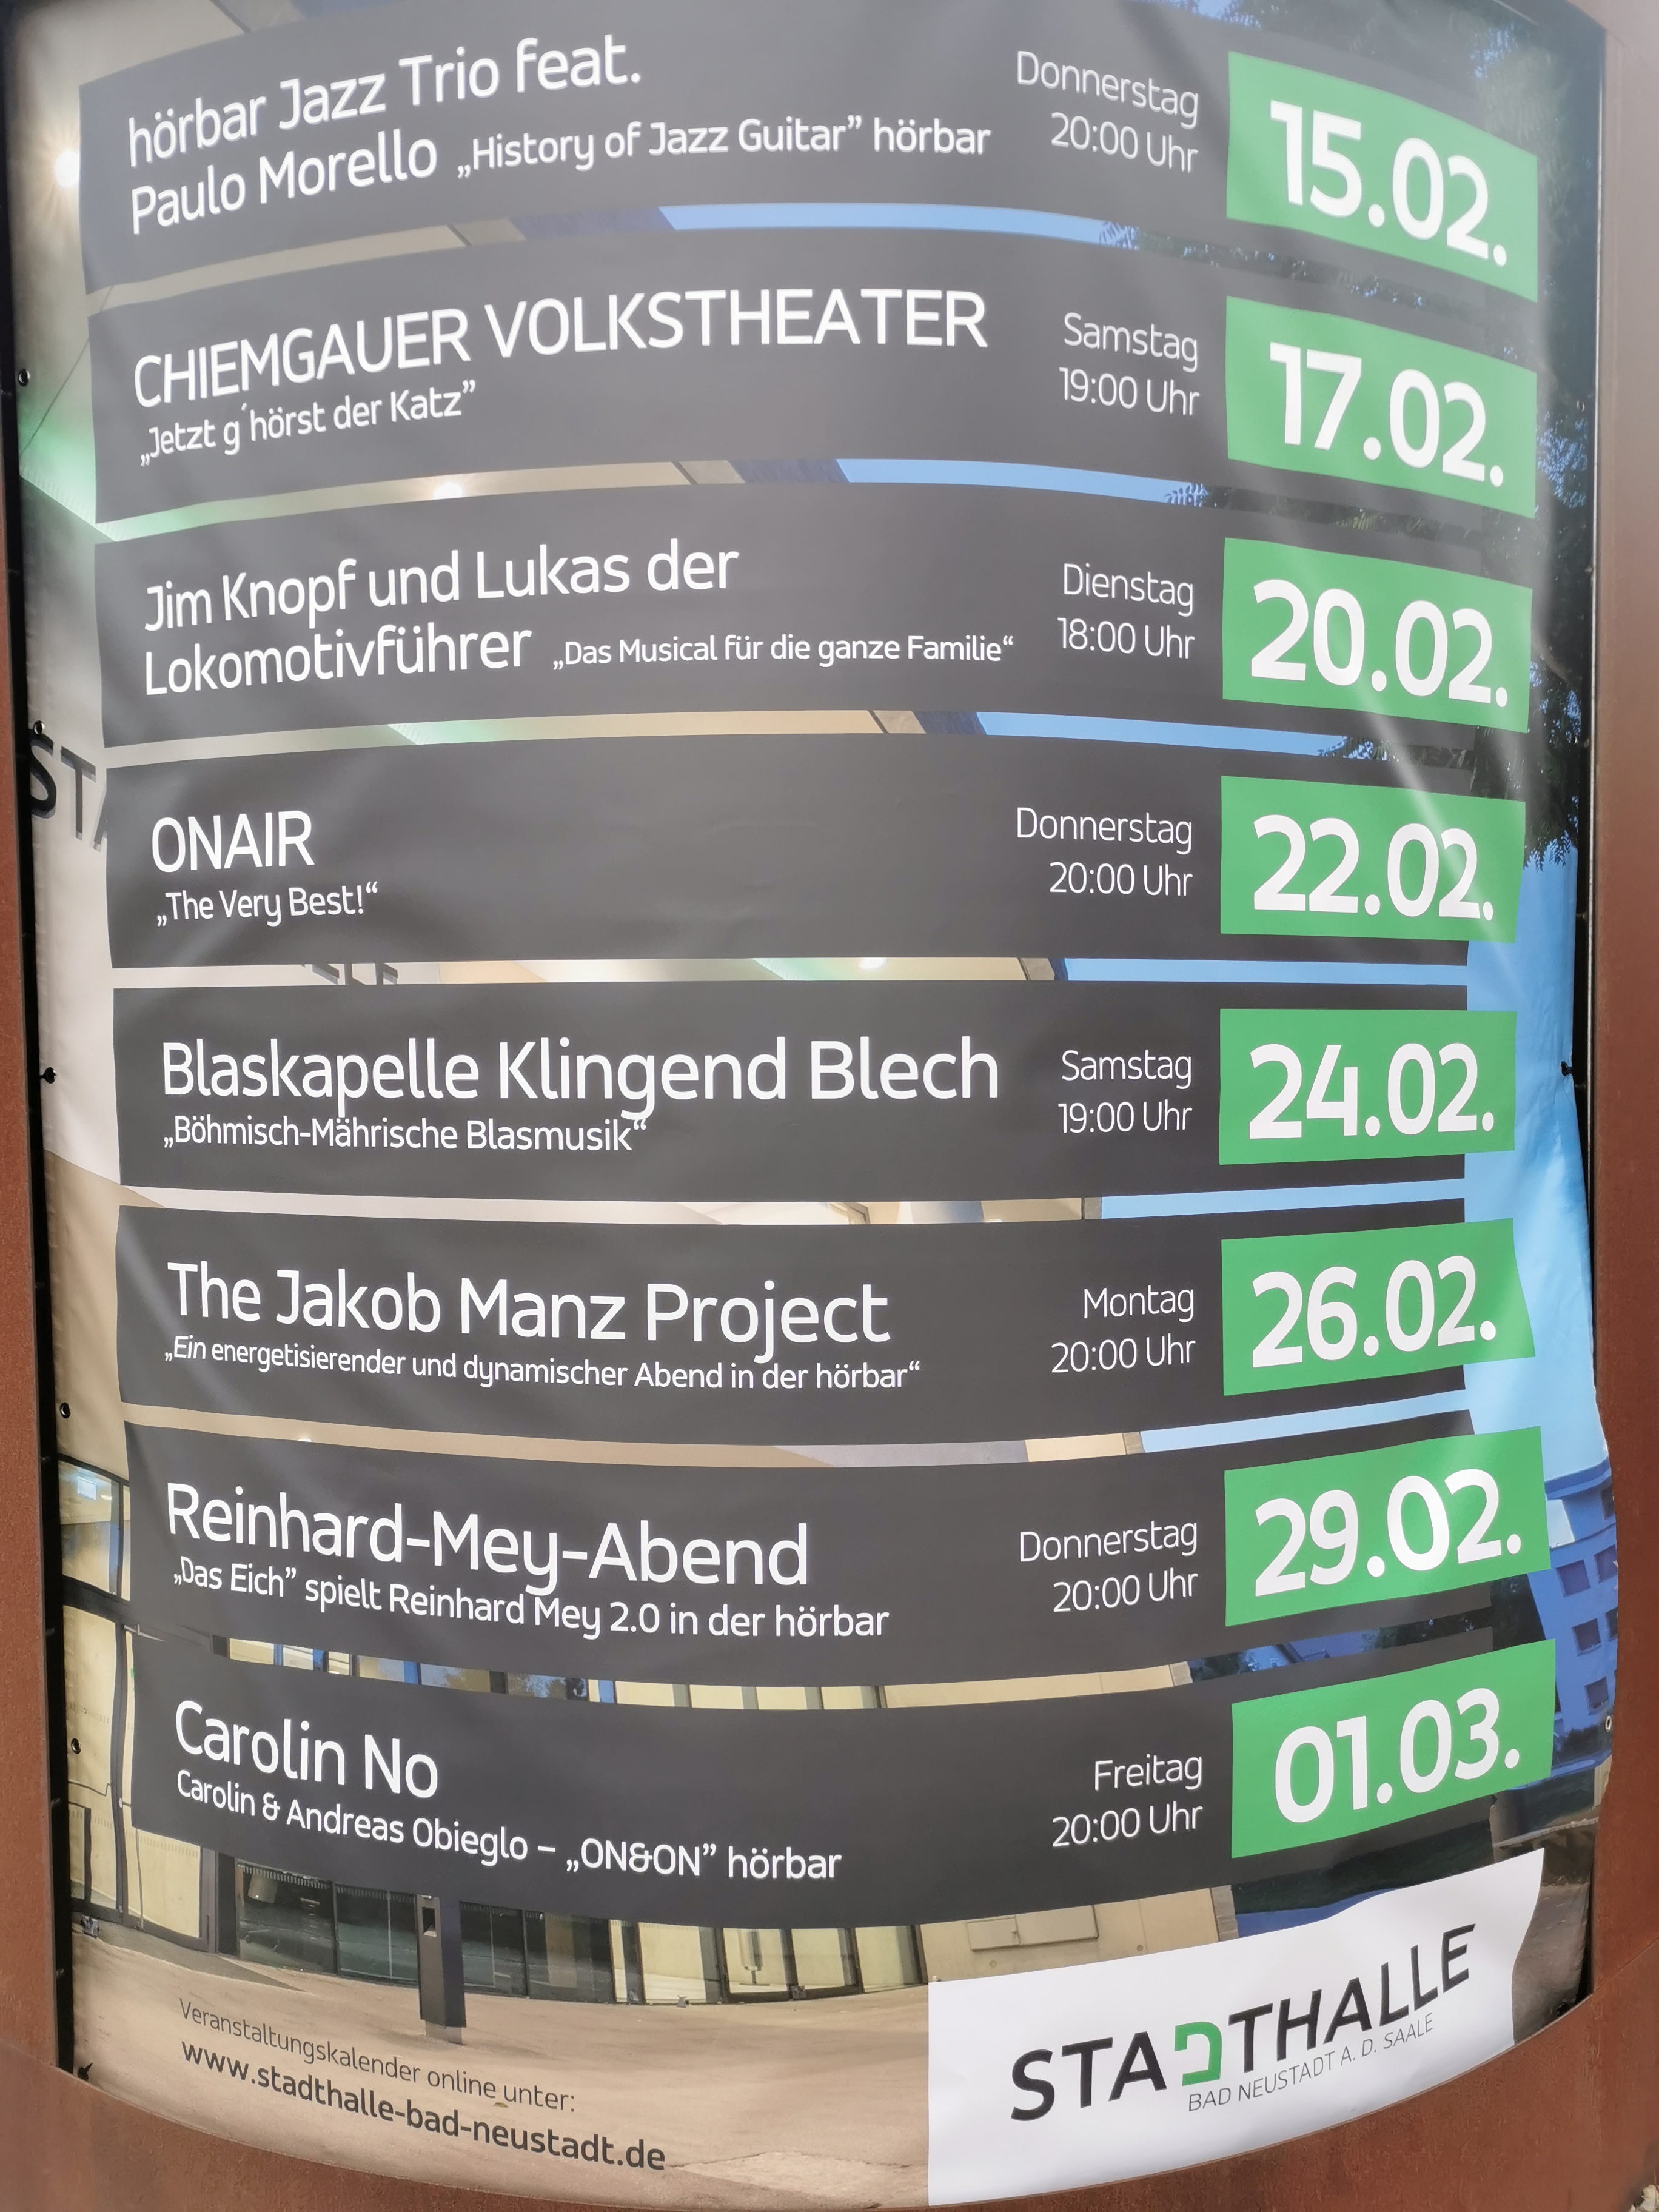 hörbar Jazz Trio feat.
Paulo Morello „History of Jazz Guitar” hörbar
Donnerstag
20:00 Uhr
15.02.
CHIEMGAUER VOLKSTHEATER
„Jetzt g´hörst der Katz”
Samstag
19:00 Uhr
17.02.
Jim Knopf und Lukas der
Lokomotivführer „Das Musical für die ganze Familie“
Dienstag
18:00 Uhr
20.02.
STA
ONAIR
„The Very Best!“
Donnerstag
20:00 Uhr
22.02.
Blaskapelle Klingend Blech
„Böhmisch-Mährische Blasmusik“
Samstag
19:00 Uhr
24.02.
The Jakob Manz Project
„Ein energetisierender und dynamischer Abend in der hörbar“
Montag
20:00 Uhr
26.02.
Reinhard-Mey-Abend
„Das Eich” spielt Reinhard Mey 2.0 in der hörbar
Donnerstag
20:00 Uhr
29.02.
Carolin No
Carolin & Andreas Obieglo – „ON&ON” hörbar
Freitag
20:00 Uhr
01.03.
Veranstaltungskalender online unter:
www.stadthalle-bad-neustadt.de
STADTHALLE
BAD NEUSTADT A. D. SAALE